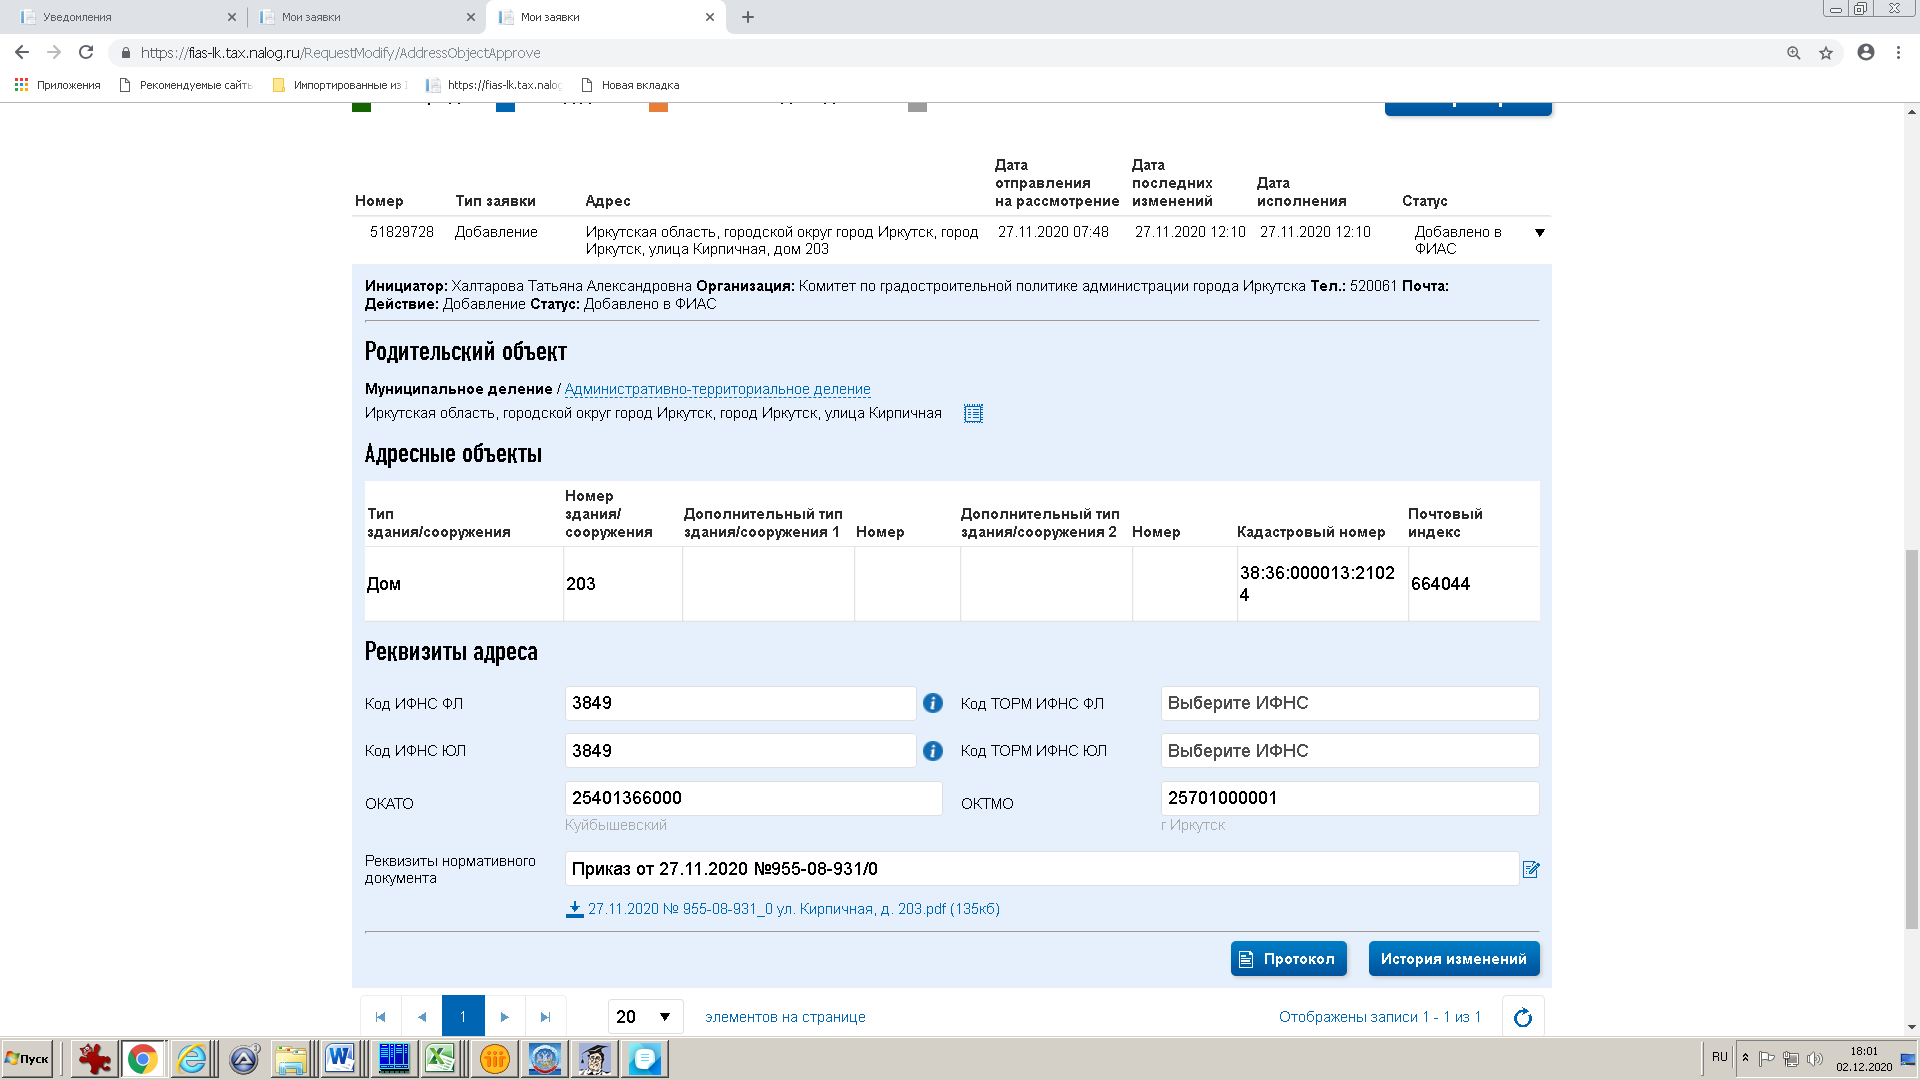 Уведомления
Мои заявки
Мои заявки
https://fias-lk.tax.nalog.ru/RequestModify/AddressObjectApprove
Приложения
Рекомендуемые сайты
Импортированные из
https://fias-lk.tax.nalog
Новая вкладка
Номер
Тип заявки
Адрес
Дата
отправления
на рассмотрение
Дата
последних
изменений
Дата
исполнения
Статус
51829728
Добавление
Иркутская область, городской округ город Иркутск, город
Иркутск, улица Кирпичная, дом 203
27.11.2020 07:48
27.11.2020 12:10
27.11.2020 12:10
Добавлено в
ФИАС
Инициатор: Халтарова Татьяна Александровна Организация: Комитет по градостроительной политике администрации города Иркутска Тел.: 520061 Почта:
Действие: Добавление Статус: Добавлено в ФИАС
Родительский объект
Муниципальное деление / Административно-территориальное деление
Иркутская область, городской округ город Иркутск, город Иркутск, улица Кирпичная
Адресные объекты
Тип
здания/сооружения
Номер
здания/
сооружения
Дополнительный тип
здания/сооружения 1
Номер
Дополнительный тип
здания/сооружения 2
Номер
Кадастровый номер
Почтовый
индекс
Дом
203
38:36:000013:2102
4
664044
Реквизиты адреса
Код ИФНС ФЛ
3849
Код ТОРМ ИФНС ФЛ
Выберите ИФНС
Код ИФНС ЮЛ
3849
Код ТОРМ ИФНС ЮЛ
Выберите ИФНС
ОКАТО
25401366000
Куйбышевский
ОКТМО
25701000001
г Иркутск
Реквизиты нормативного
документа
Приказ от 27.11.2020 №955-08-931/0
27.11.2020 № 955-08-931_0 ул. Кирпичная, д. 203.pdf (135кб)
Протокол
История изменений
1
20
элементов на странице
Отображены записи 1 - 1 из 1
Пуск
RU
18:01
02.12.2020